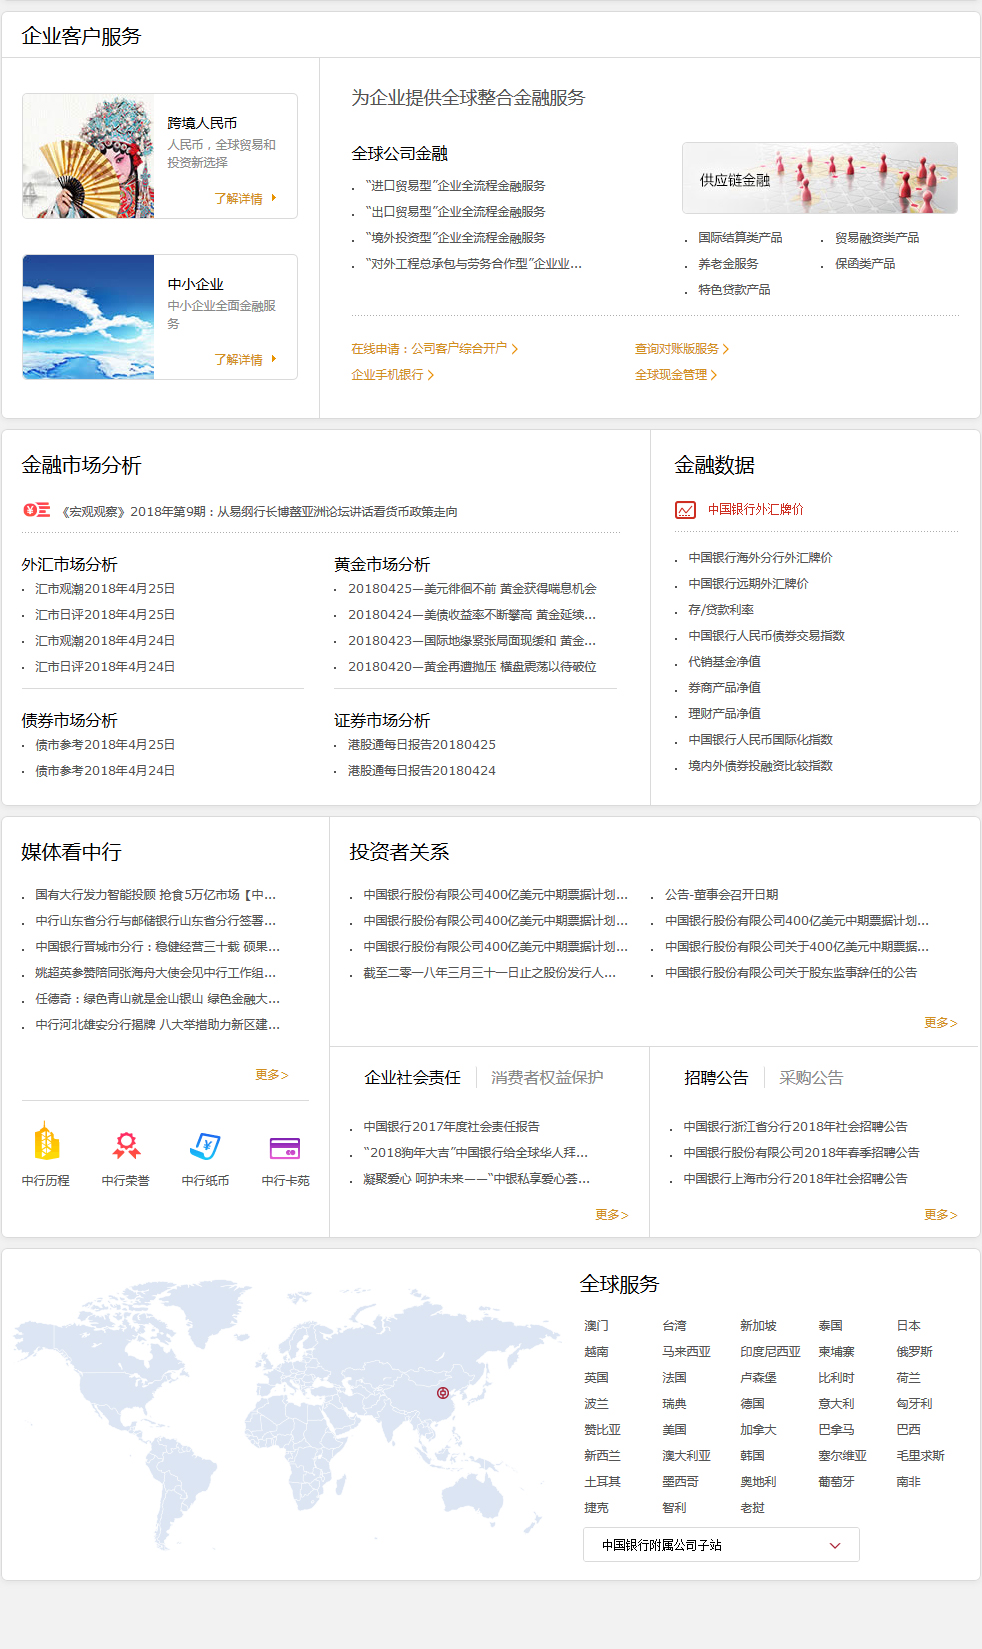 企业客户服务
跨境人民币
人民币，全球贸易和
投资新选择
了解详情
中小企业
中小企业全面金融服
务
了解详情
为企业提供全球整合金融服务
全球公司金融
“进口贸易型”企业全流程金融服务
“出口贸易型”企业全流程金融服务
“境外投资型”企业全流程金融服务
“对外工程总承包与劳务合作型”企业业...
供应链金融
国际结算类产品
贸易融资类产品
养老金服务
保函类产品
特色贷款产品
在线申请：公司客户综合开户
查询对账版服务
企业手机银行
全球现金管理
金融市场分析
《宏观观察》2018年第9期：从易纲行长博鳌亚洲论坛讲话看货币政策走向
外汇市场分析
汇市观潮2018年4月25日
汇市日评2018年4月25日
汇市观潮2018年4月24日
汇市日评2018年4月24日
黄金市场分析
20180425—美元徘徊不前 黄金获得喘息机会
20180424—美债收益率不断攀高 黄金延续...
20180423—国际地缘紧张局面现缓和 黄金...
20180420—黄金再遭抛压 横盘震荡以待破位
债券市场分析
债市参考2018年4月25日
债市参考2018年4月24日
证券市场分析
港股通每日报告20180425
港股通每日报告20180424
金融数据
中国银行外汇牌价
中国银行海外分行外汇牌价
中国银行远期外汇牌价
存/贷款利率
中国银行人民币债券交易指数
代销基金净值
券商产品净值
理财产品净值
中国银行人民币国际化指数
境内外债券投融资比较指数
媒体看中行
国有大行发力智能投顾 抢食5万亿市场【中...
中行山东省分行与邮储银行山东省分行签署...
中国银行晋城市分行：稳健经营三十载 硕果...
姚超英参赞陪同张海舟大使会见中行工作组...
任德奇：绿色青山就是金山银山 绿色金融大...
中行河北雄安分行揭牌 八大举措助力新区建...
更多>
中行历程
中行荣誉
中行纸币
中行卡苑
投资者关系
中国银行股份有限公司400亿美元中期票据计划...
中国银行股份有限公司400亿美元中期票据计划...
中国银行股份有限公司400亿美元中期票据计划...
截至二零一八年三月三十一日止之股份发行人...
公告-董事会召开日期
中国银行股份有限公司400亿美元中期票据计划...
中国银行股份有限公司关于400亿美元中期票据...
中国银行股份有限公司关于股东监事辞任的公告
更多>
企业社会责任
消费者权益保护
中国银行2017年度社会责任报告
“2018狗年大吉”中国银行给全球华人拜...
凝聚爱心 呵护未来——“中银私享爱心荟...
更多>
招聘公告
采购公告
中国银行浙江省分行2018年社会招聘公告
中国银行股份有限公司2018年春季招聘公告
中国银行上海市分行2018年社会招聘公告
更多>
全球服务
澳门 台湾 新加坡 泰国 日本
越南 马来西亚 印度尼西亚 柬埔寨 俄罗斯
英国 法国 卢森堡 比利时 荷兰
波兰 瑞典 德国 意大利 匈牙利
赞比亚 美国 加拿大 巴拿马 巴西
新西兰 澳大利亚 韩国 塞尔维亚 毛里求斯
土耳其 墨西哥 奥地利 葡萄牙 南非
捷克 智利 老挝
中国银行附属公司子站